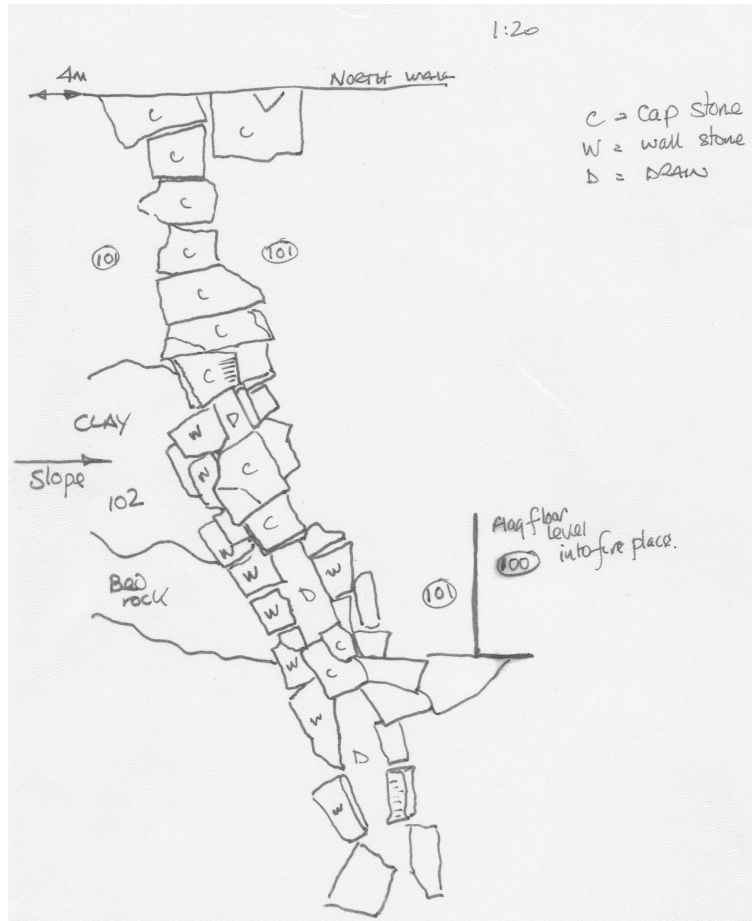 1:20
4M
NORTH WALL
C = Cap stone
W = wall stone
D = DRAW
C
C
C
C
101
C
101
C
C
C
CLAY
W
D
Slope
W
C
102
C
Flag floor
level
into fire place.
100
W
W
D
W
Bed
rock
101
W
C
W
C
W
D
W